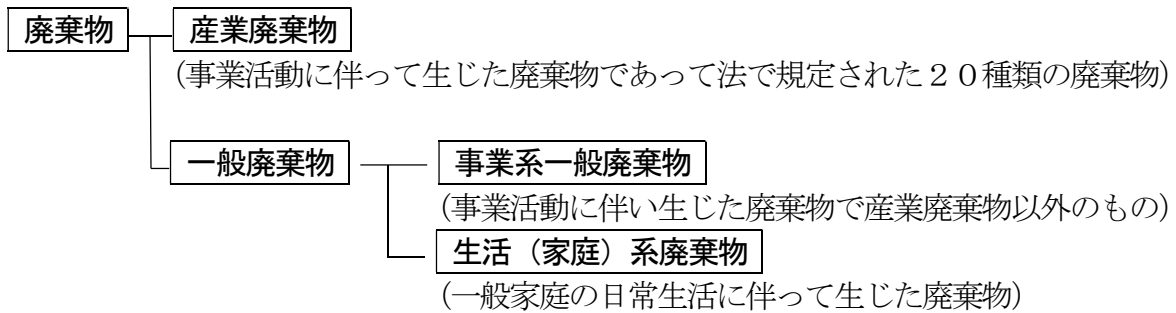 廃棄物 産業廃棄物
（事業活動に伴って生じた廃棄物であって法で規定された２０種類の廃棄物）
一般廃棄物 事業系一般廃棄物
（事業活動に伴い生じた廃棄物で産業廃棄物以外のもの）
生活（家庭）系廃棄物
（一般家庭の日常生活に伴って生じた廃棄物）